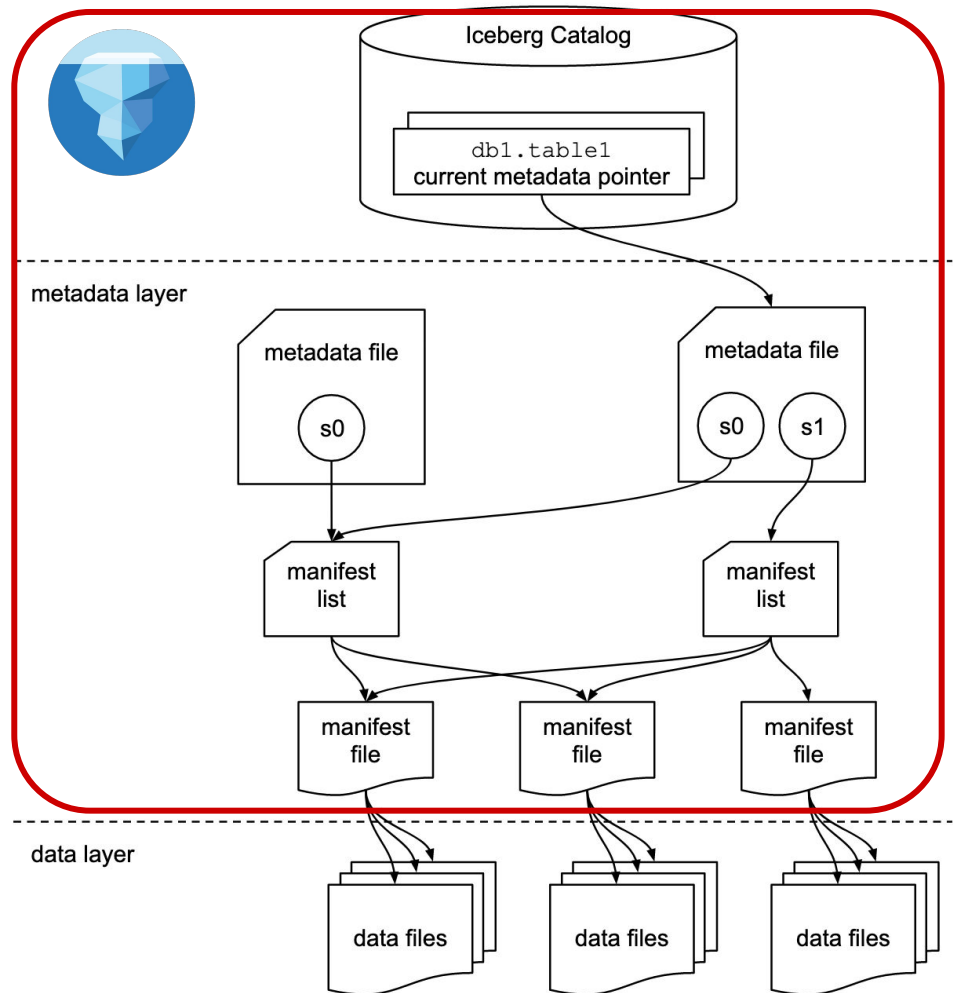 Iceberg Catalog
db1.table1
current metadata pointer
metadata layer
metadata file
s0
metadata file
s0
s1
manifest
list
manifest
list
manifest
file
manifest
file
manifest
file
data layer
data files
data files
data files